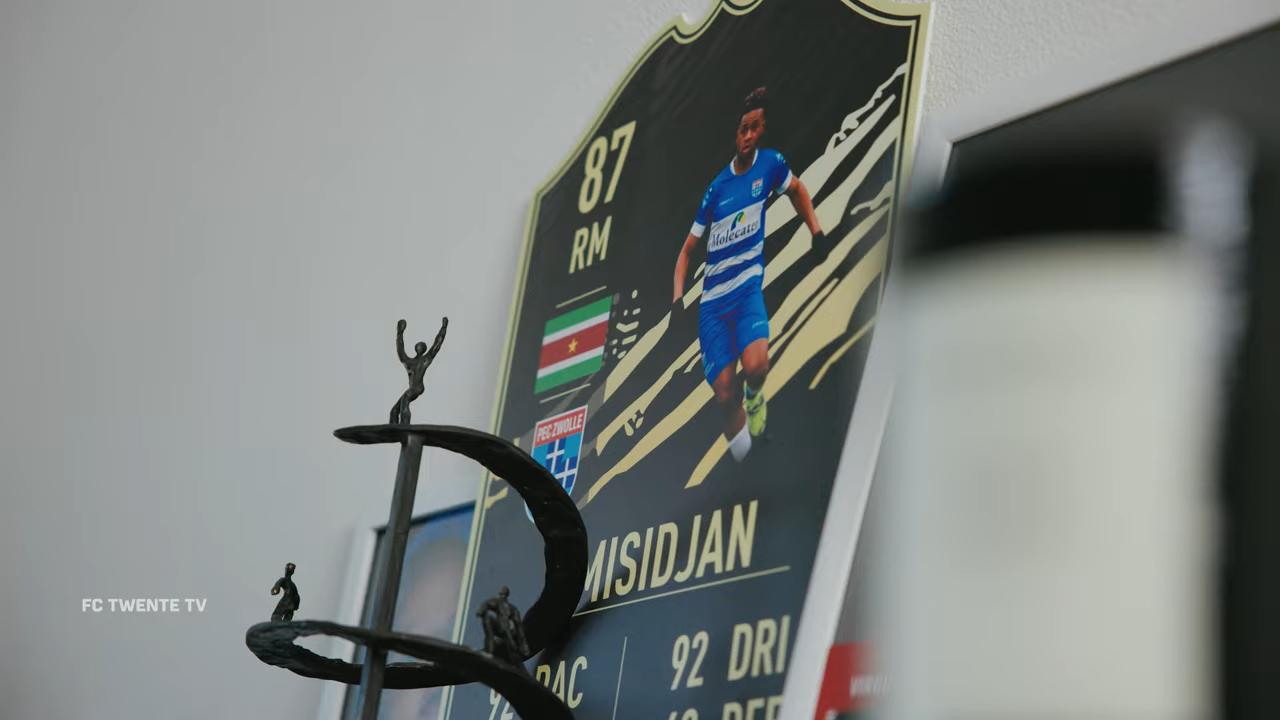 87
RM
Molecaten
PEC ZWOLLE
MISIDJAN
92 DRI
PAC
FC TWENTE TV